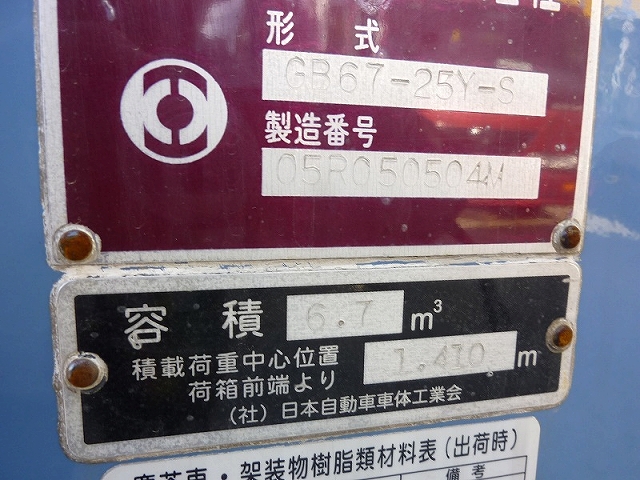 形式
GB67-25Y-S
製造番号
05R050504M
容積 6.7 m³
積載荷重中心位置
荷箱前端より 1.410 m
(社)日本自動車車体工業会
架装物樹脂類材料表(出荷時)
備考